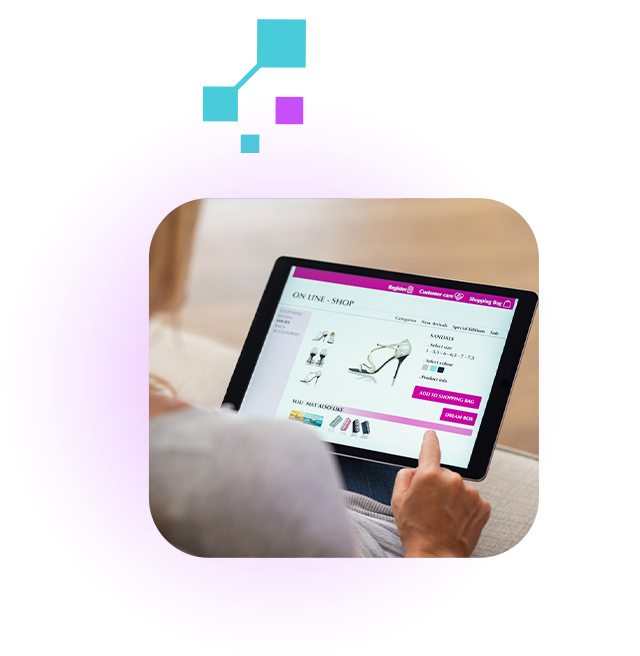 Register
Customer care
Shopping Bag
ON LINE - SHOP
Categories
New Arrivals
Special Editions
Sale
CLOTHING
SHOES
BAGS
ACCESSORIES
SANDALS
- Select size
5 - 5,5 - 6 - 6,5 - 7 - 7,5
- Select colour
- Product info
ADD TO SHOPPING BAG
DREAM BOX
YOU MAY ALSO LIKE